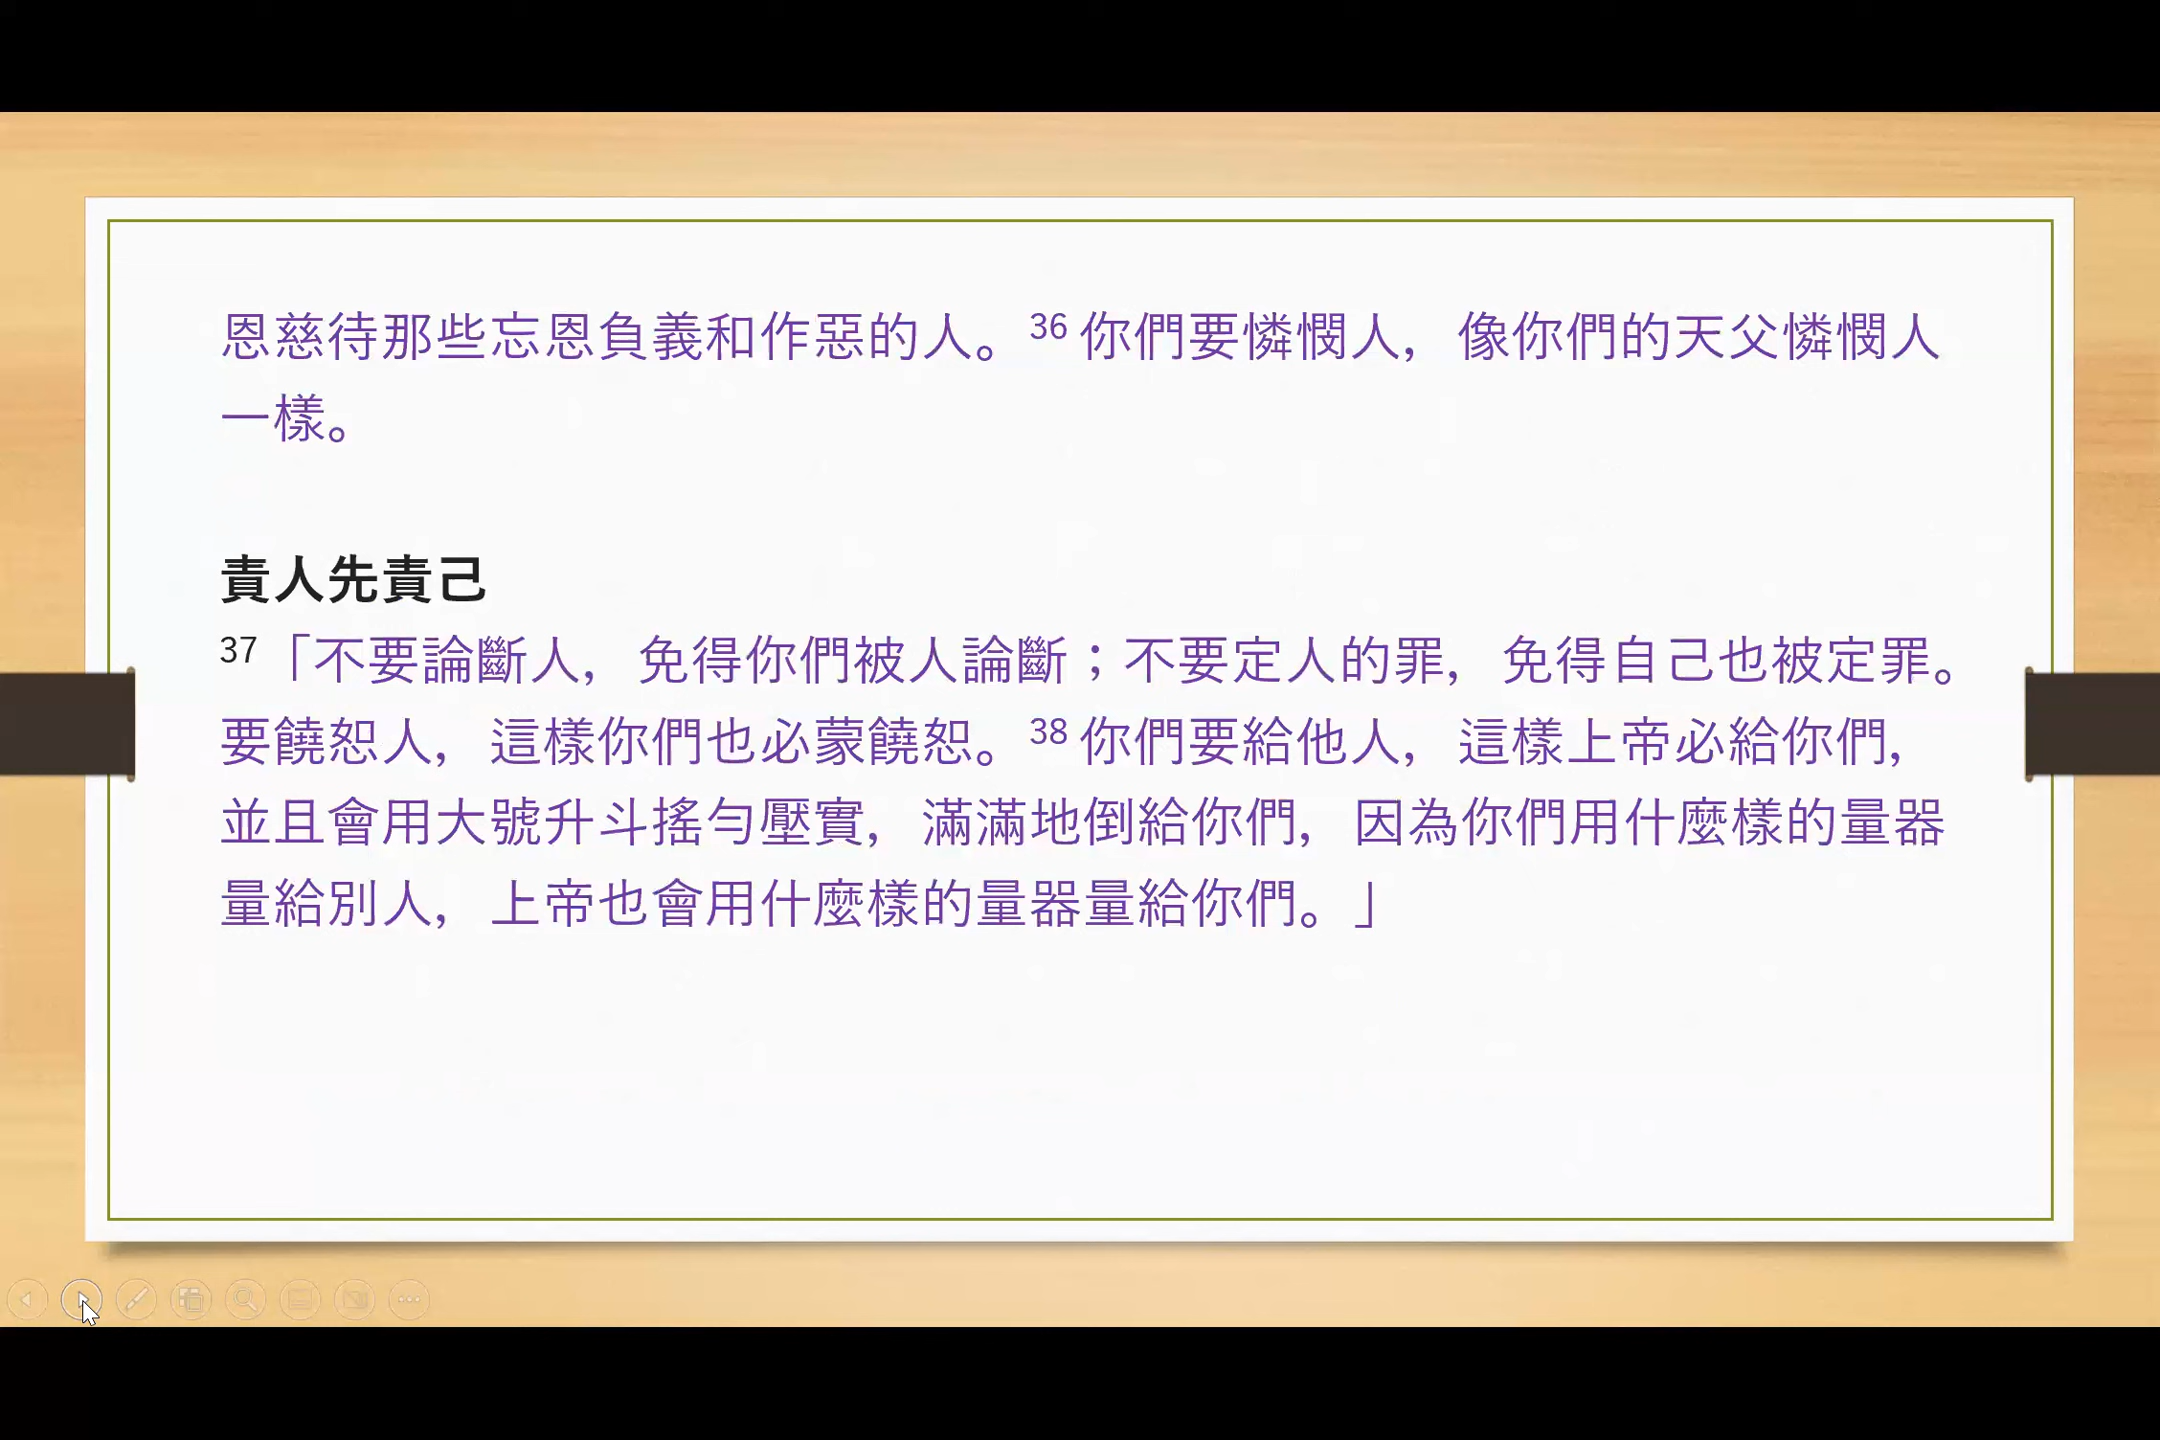 恩慈待那些忘恩負義和作惡的人。36 你們要憐憫人，像你們的天父憐憫人
一樣。
責人先責己
37「不要論斷人，免得你們被人論斷；不要定人的罪，免得自己也被定罪。
要饒恕人，這樣你們也必蒙饒恕。38 你們要給他人，這樣上帝必給你們，
並且會用大號升斗搖勻壓實，滿滿地倒給你們，因為你們用什麼樣的量器
量給別人，上帝也會用什麼樣的量器量給你們。」